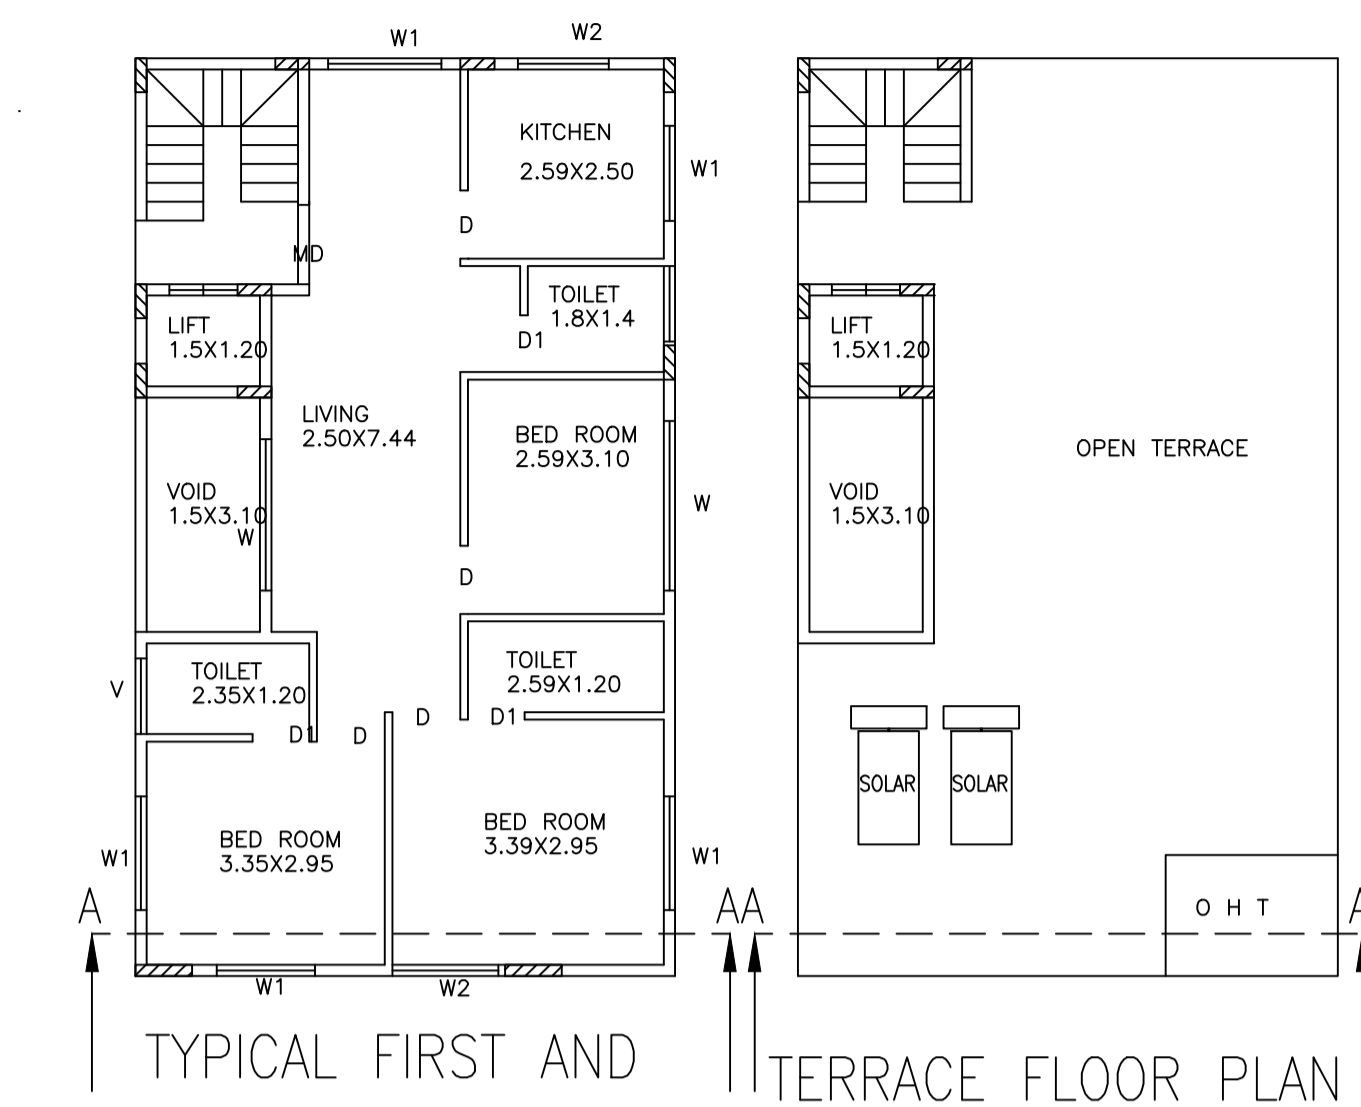 W1
W2
KITCHEN
2.59X2.50
W1
D
MD
TOILET
1.8X1.4
D1
LIFT
1.5X1.20
LIVING
2.50X7.44
BED ROOM
2.59X3.10
VOID
1.5X3.10
W
W
D
TOILET
2.35X1.20
TOILET
2.59X1.20
V
D1
D
D
D1
BED ROOM
3.35X2.95
BED ROOM
3.39X2.95
W1
W1
A
A
W1
W2
TYPICAL FIRST AND
LIFT
1.5X1.20
OPEN TERRACE
VOID
1.5X3.10
SOLAR
SOLAR
O H T
A
A
TERRACE FLOOR PLAN